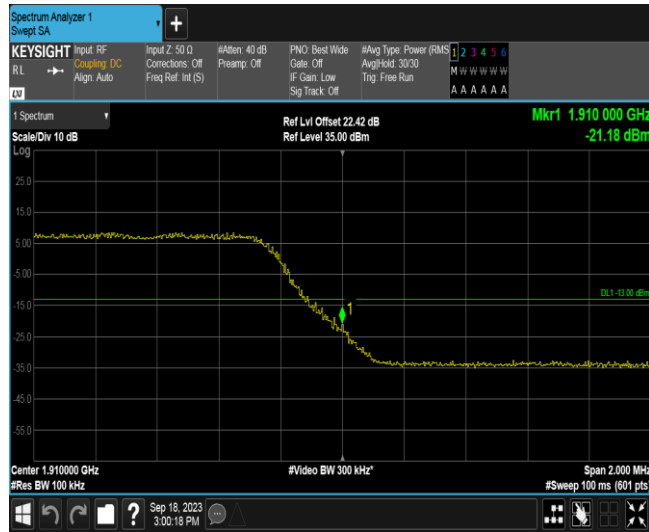 Spectrum Analyzer 1
Swept SA
KEYSIGHT
RL
LXI
Input: RF
Coupling: DC
Align: Auto
Input Z: 50 Ω
Corrections: Off
Freq Ref: Int (S)
#Atten: 40 dB
Preamp: Off
PNO: Best Wide
Gate: Off
IF Gain: Low
Sig Track: Off
#Avg Type: Power (RMS
Avg|Hold: 30/30
Trig: Free Run
1 2 3 4 5 6
M W W W W W
A A A A A A
1 Spectrum
Scale/Div 10 dB
Ref Lvl Offset 22.42 dB
Ref Level 35.00 dBm
Mkr1 1.910 000 GHz
-21.18 dBm
Log
25.0
15.0
5.00
-5.00
DL1 -13.00 dBm
-15.0
1
-25.0
-35.0
-45.0
-55.0
Center 1.910000 GHz
#Res BW 100 kHz
#Video BW 300 kHz*
Span 2.000 MHz
#Sweep 100 ms (601 pts)
?
Sep 18, 2023
3:00:18 PM